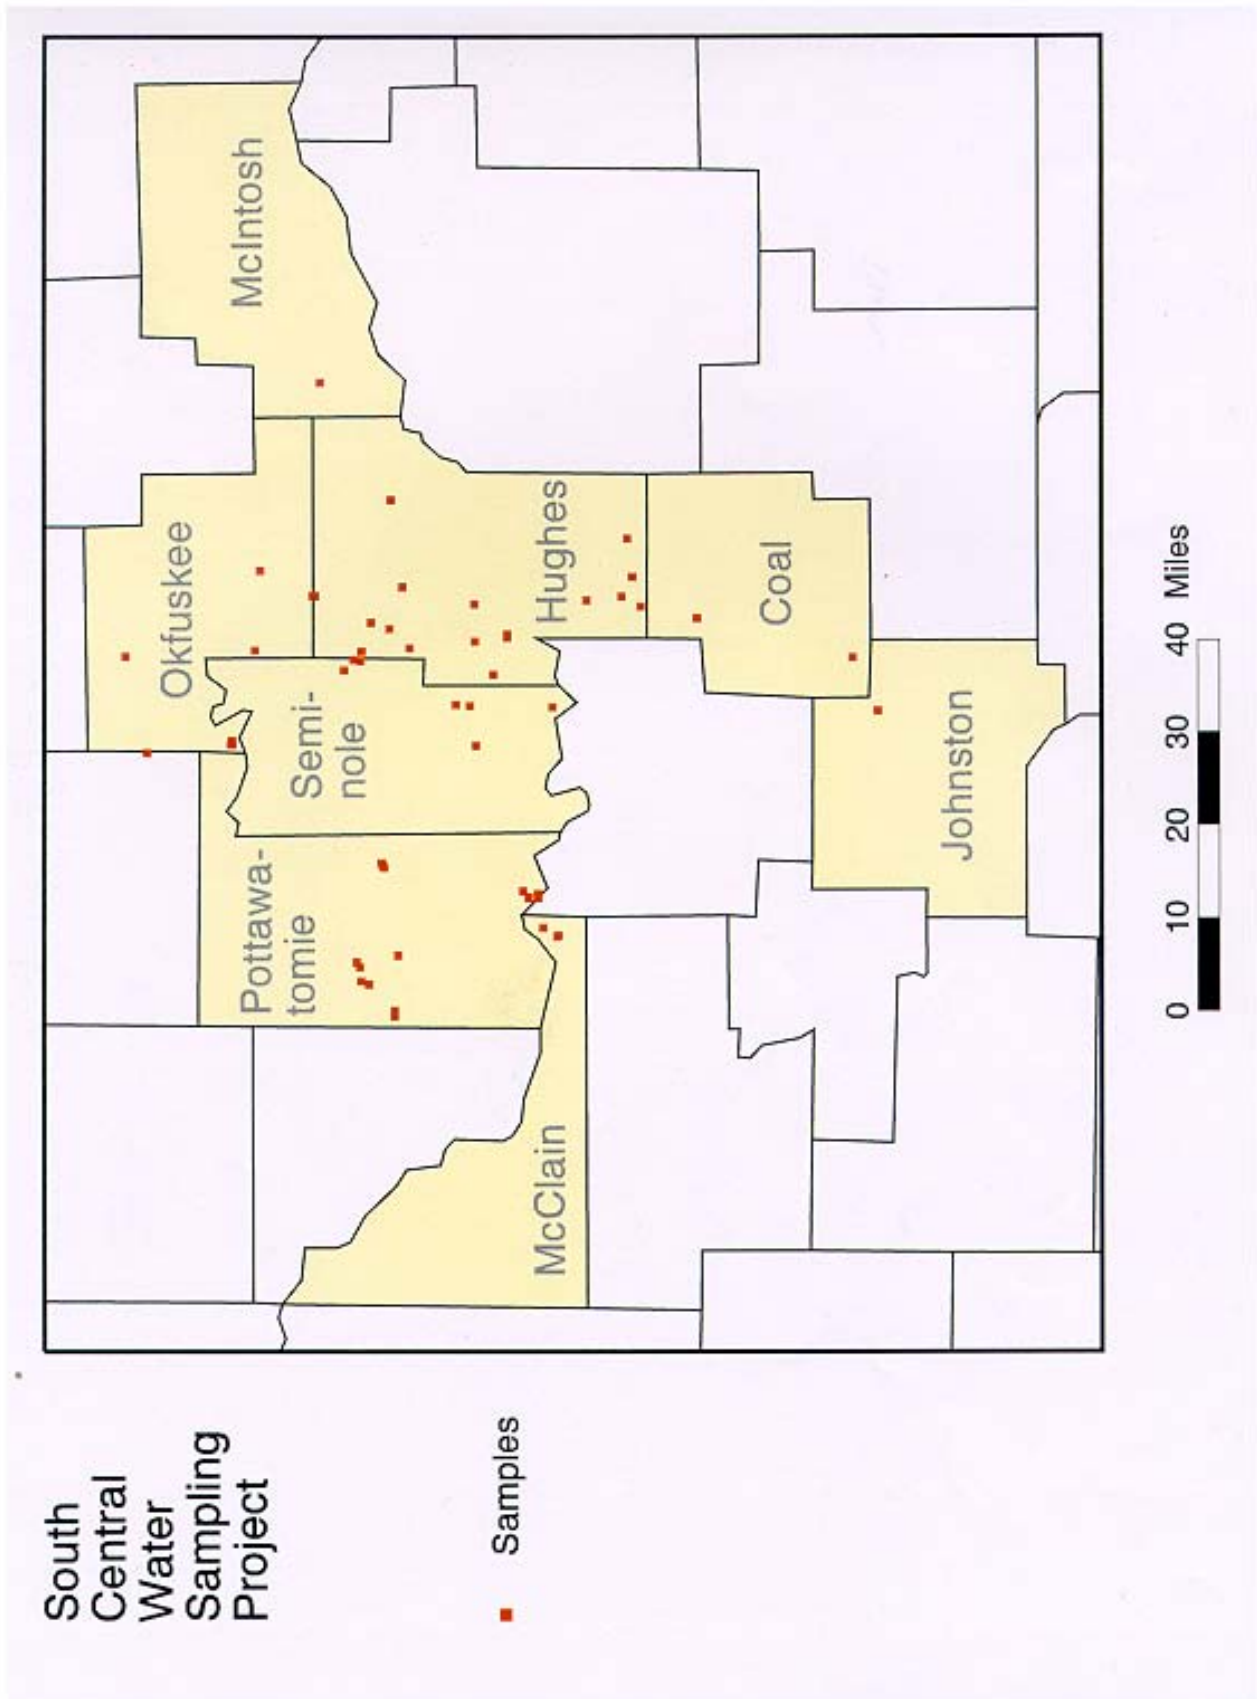 South
Central
Water
Sampling
Project
Samples
McIntosh
Okfuskee
Hughes
Semi-
nole
Pottawa-
tomie
Coal
McClain
Johnston
0 10 20 30 40 Miles